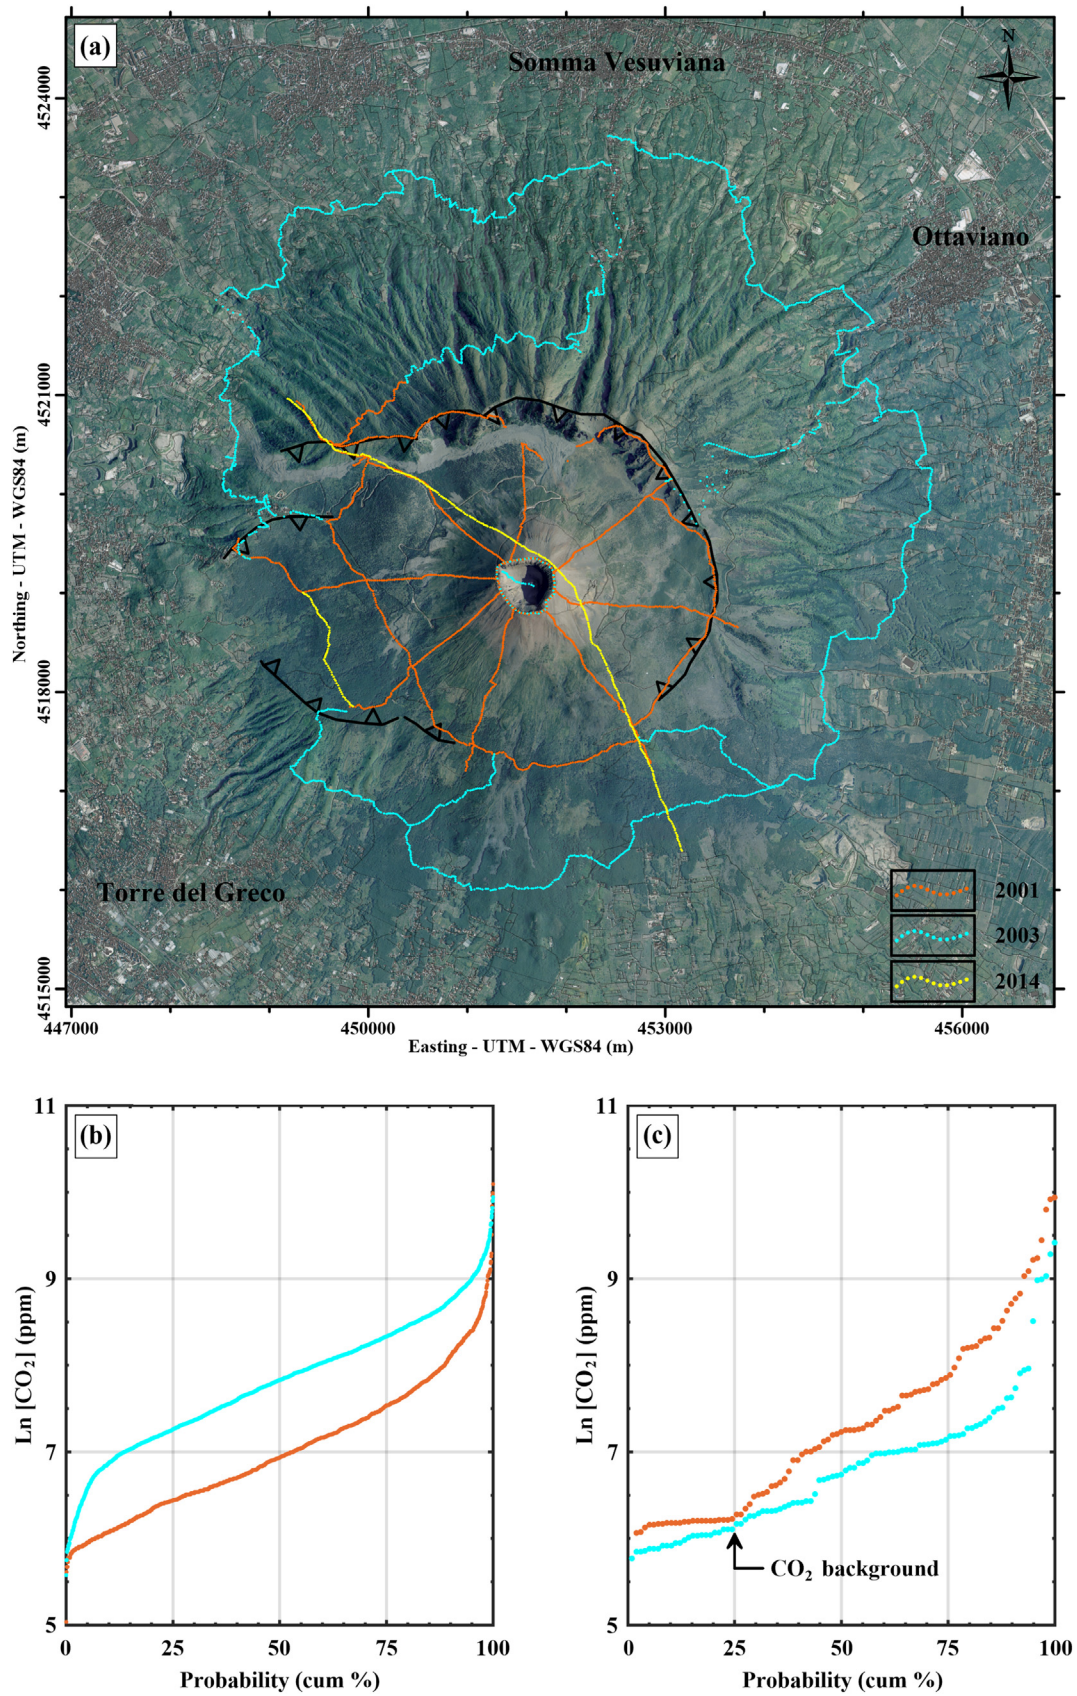 (a)
Somma Vesuviana
N
Ottaviano
Torre del Greco
2001
2003
2014
4524000
4521000
4518000
4515000
Northing - UTM - WGS84 (m)
447000
450000
453000
456000
Easting - UTM - WGS84 (m)
(b)
11
9
7
5
Ln [CO₂] (ppm)
0
25
50
75
100
Probability (cum %)
(c)
11
9
7
5
Ln [CO₂] (ppm)
CO₂ background
0
25
50
75
100
Probability (cum %)